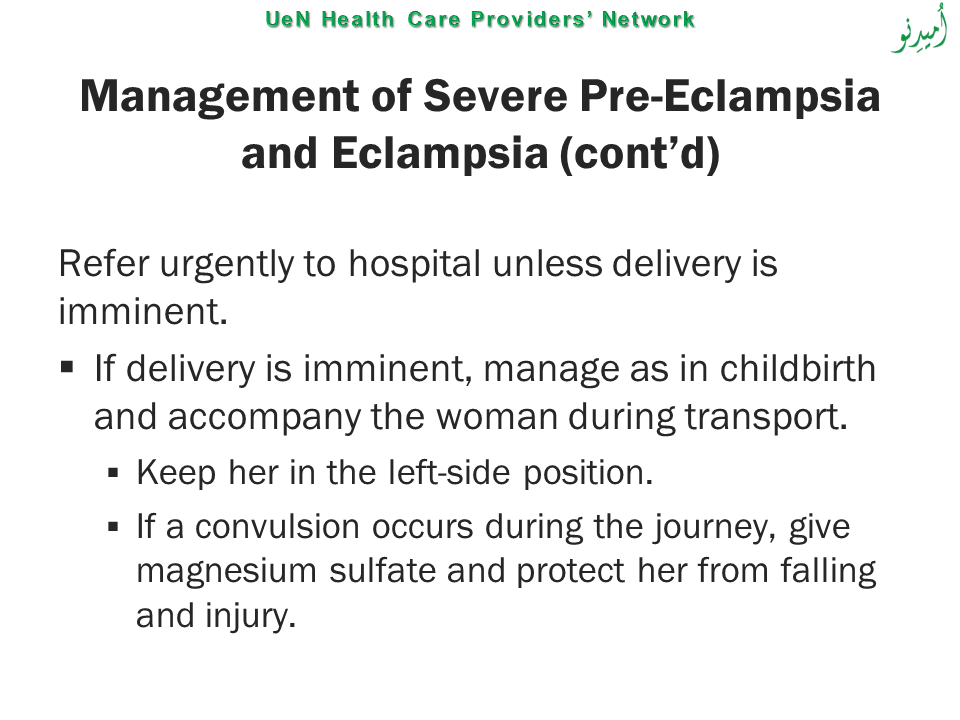 UeN Health Care Providers’ Network
اُمیدِنو
Management of Severe Pre-Eclampsia
and Eclampsia (cont’d)
Refer urgently to hospital unless delivery is
imminent.
▪ If delivery is imminent, manage as in childbirth
and accompany the woman during transport.
▪ Keep her in the left-side position.
▪ If a convulsion occurs during the journey, give
magnesium sulfate and protect her from falling
and injury.